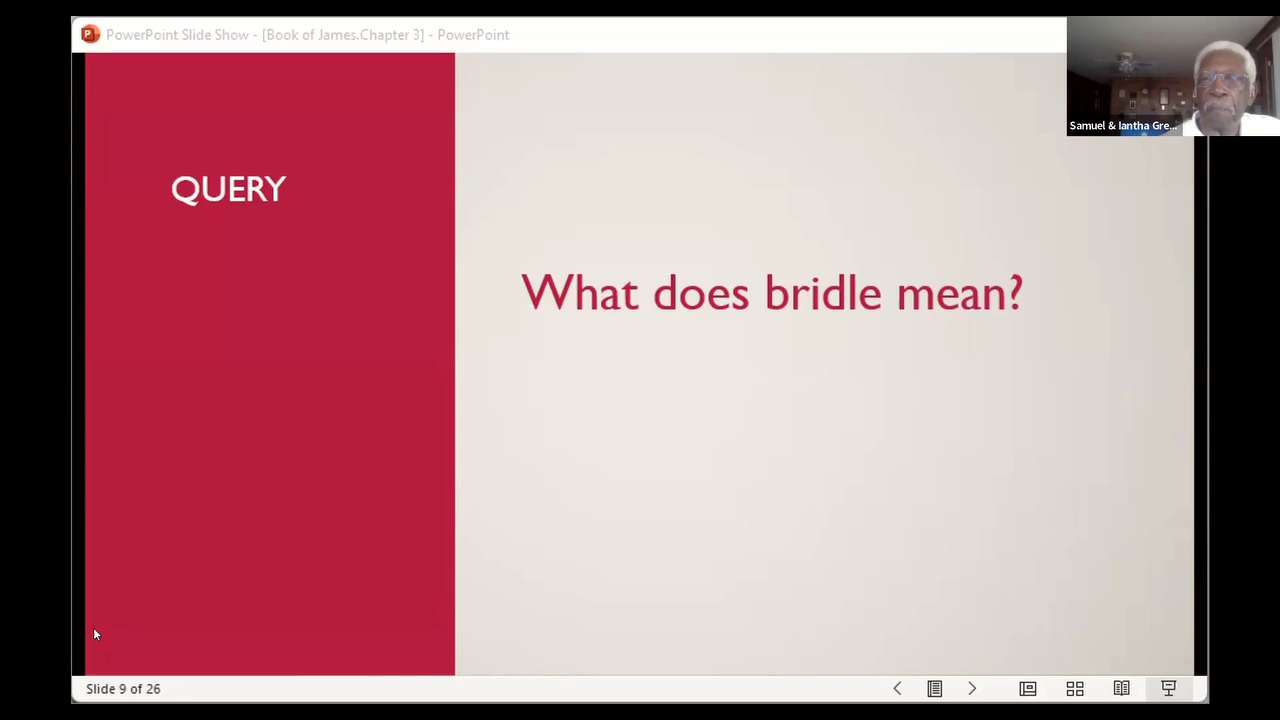 PowerPoint Slide Show - [Book of James.Chapter 3] - PowerPoint
Samuel & Iantha Gre...
QUERY
What does bridle mean?
Slide 9 of 26